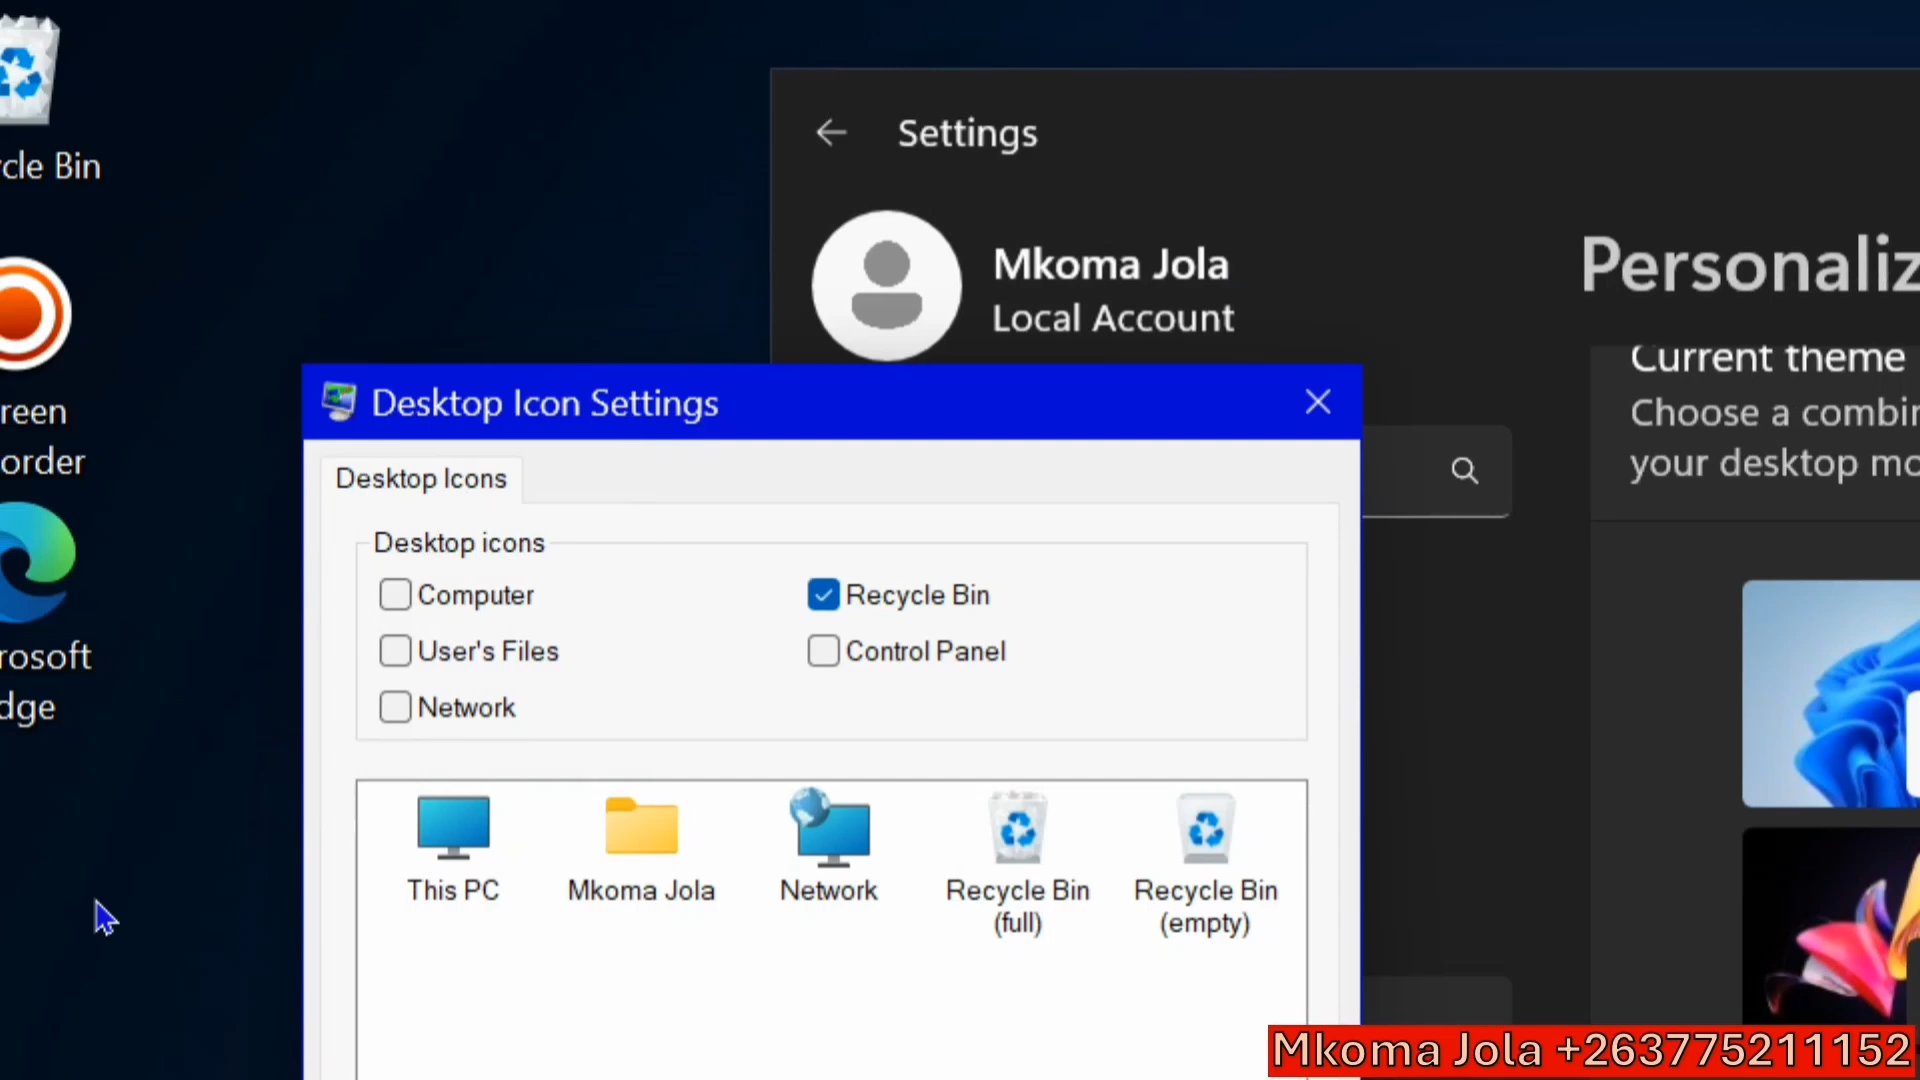 cle Bin
reen
order
rosoft
dge
Settings
Mkoma Jola
Local Account
Personaliz
Current theme
Choose a combin
your desktop mo
Desktop Icon Settings
Desktop Icons
Desktop icons
Computer
Recycle Bin
User's Files
Control Panel
Network
This PC
Mkoma Jola
Network
Recycle Bin
(full)
Recycle Bin
(empty)
Mkoma Jola +263775211152